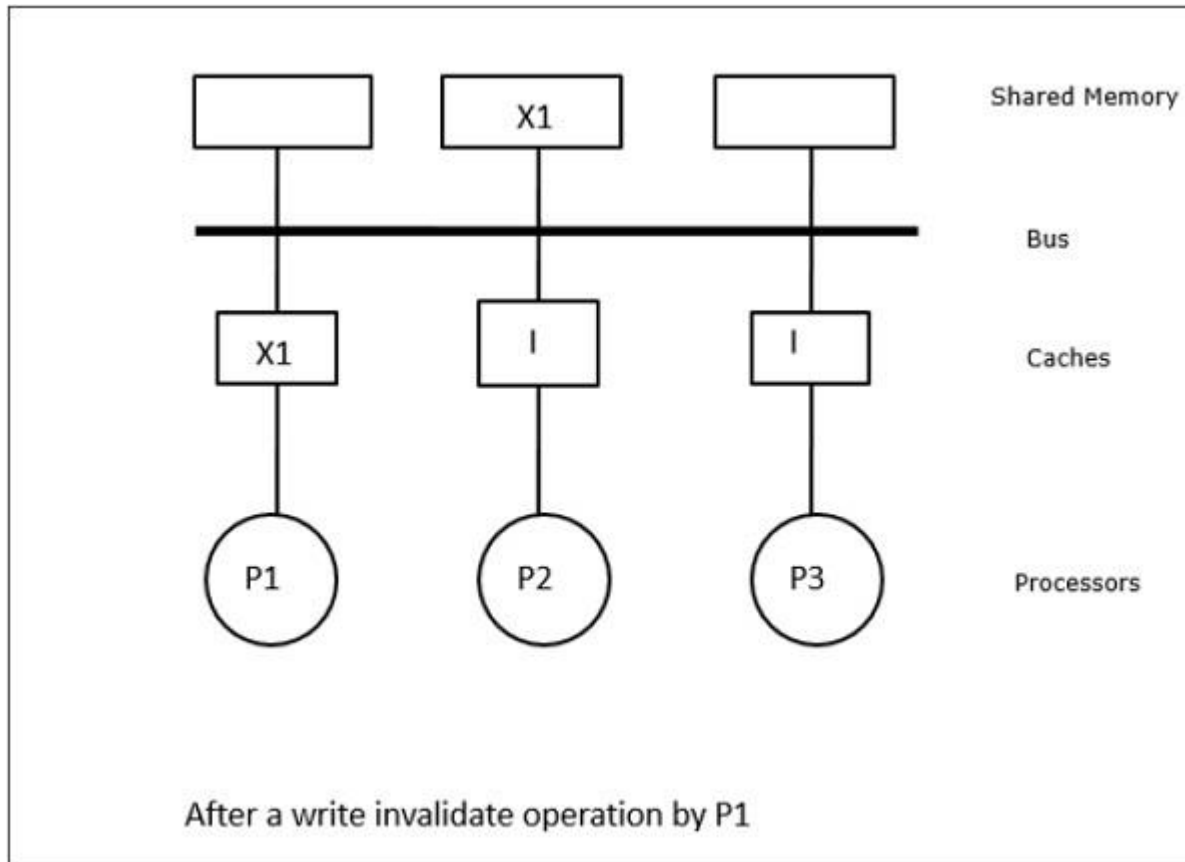 X1
Shared Memory
Bus
X1
I
I
Caches
P1
P2
P3
Processors
After a write invalidate operation by P1